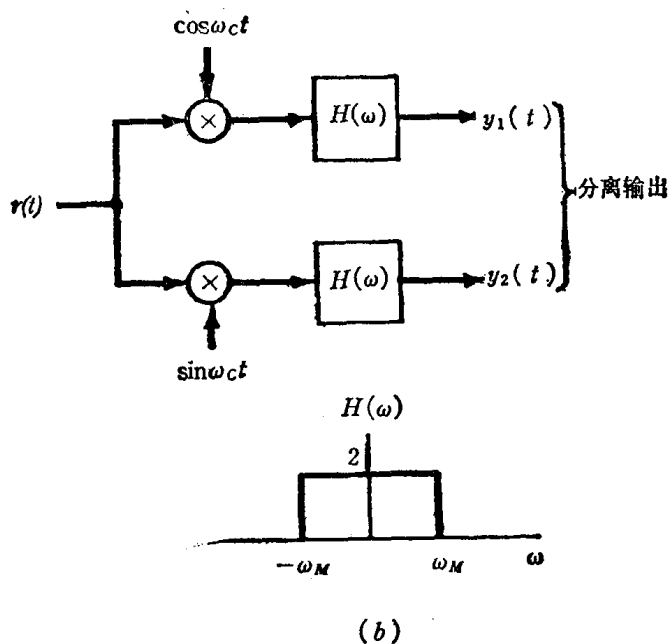 cosω_C t
×
H(ω)
y₁(t)
r(t)
分离输出
×
H(ω)
y₂(t)
sinω_C t
H(ω)
2
-ω_M
ω_M
ω
(b)